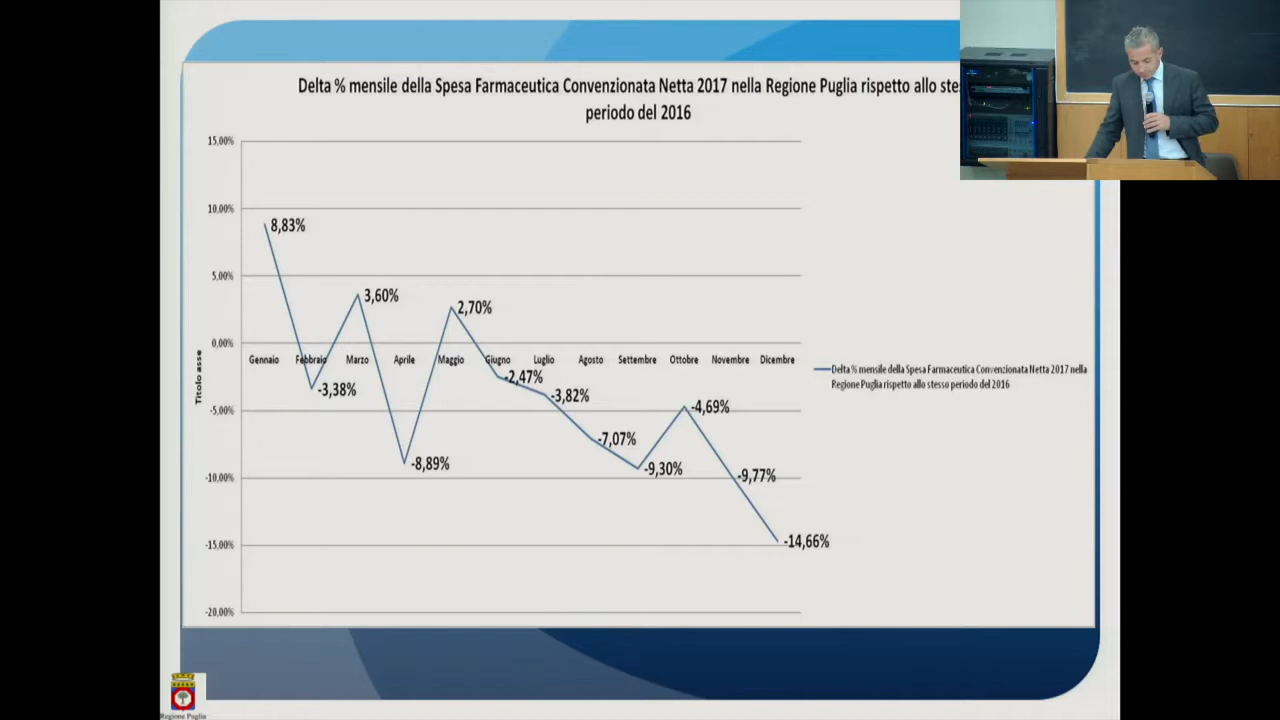 Delta % mensile della Spesa Farmaceutica Convenzionata Netta 2017 nella Regione Puglia rispetto allo
periodo del 2016
15,00%
10,00%
5,00%
0,00%
-5,00%
-10,00%
-15,00%
-20,00%
Titolo asse
8,83%
-3,38%
3,60%
-8,89%
2,70%
-2,47%
-3,82%
-7,07%
-9,30%
-4,69%
-9,77%
-14,66%
Gennaio Febbraio Marzo Aprile Maggio Giugno Luglio Agosto Settembre Ottobre Novembre Dicembre
Delta % mensile della Spesa Farmaceutica Convenzionata Netta 2017 nella
Regione Puglia rispetto allo stesso periodo del 2016
Regione Puglia